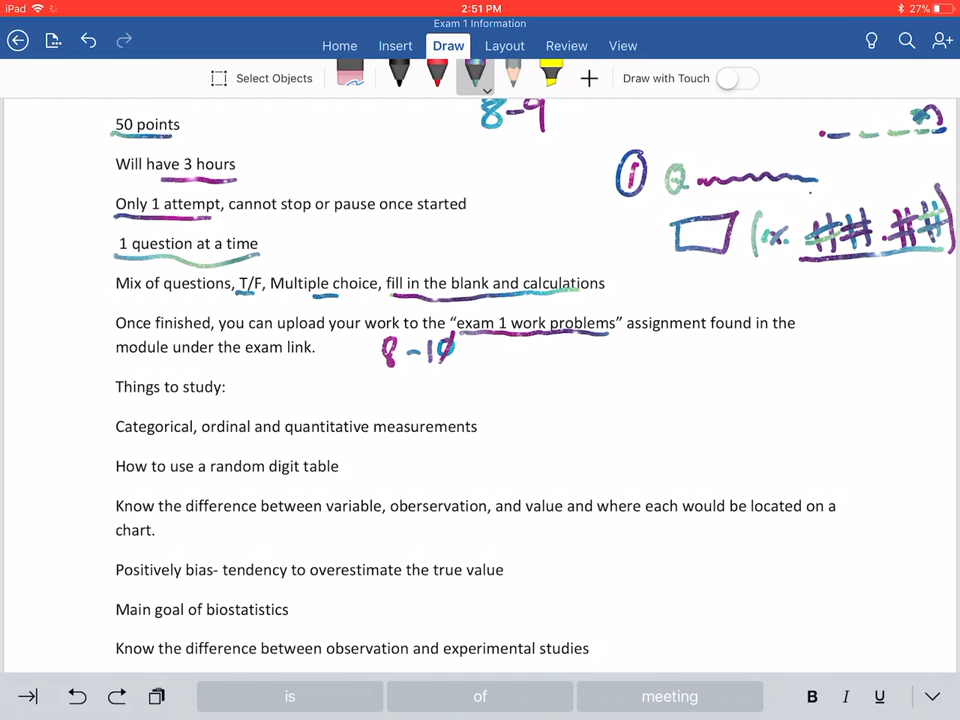 iPad 2:51 PM 27%
Exam 1 Information
Home Insert Draw Layout Review View
Select Objects Draw with Touch
8-9
50 points
Will have 3 hours
① Q
Only 1 attempt, cannot stop or pause once started
(ex. ##.##)
1 question at a time
Mix of questions, T/F, Multiple choice, fill in the blank and calculations
Once finished, you can upload your work to the “exam 1 work problems” assignment found in the
module under the exam link.
8-10
Things to study:
Categorical, ordinal and quantitative measurements
How to use a random digit table
Know the difference between variable, oberservation, and value and where each would be located on a
chart.
Positively bias- tendency to overestimate the true value
Main goal of biostatistics
Know the difference between observation and experimental studies
is of meeting B I U